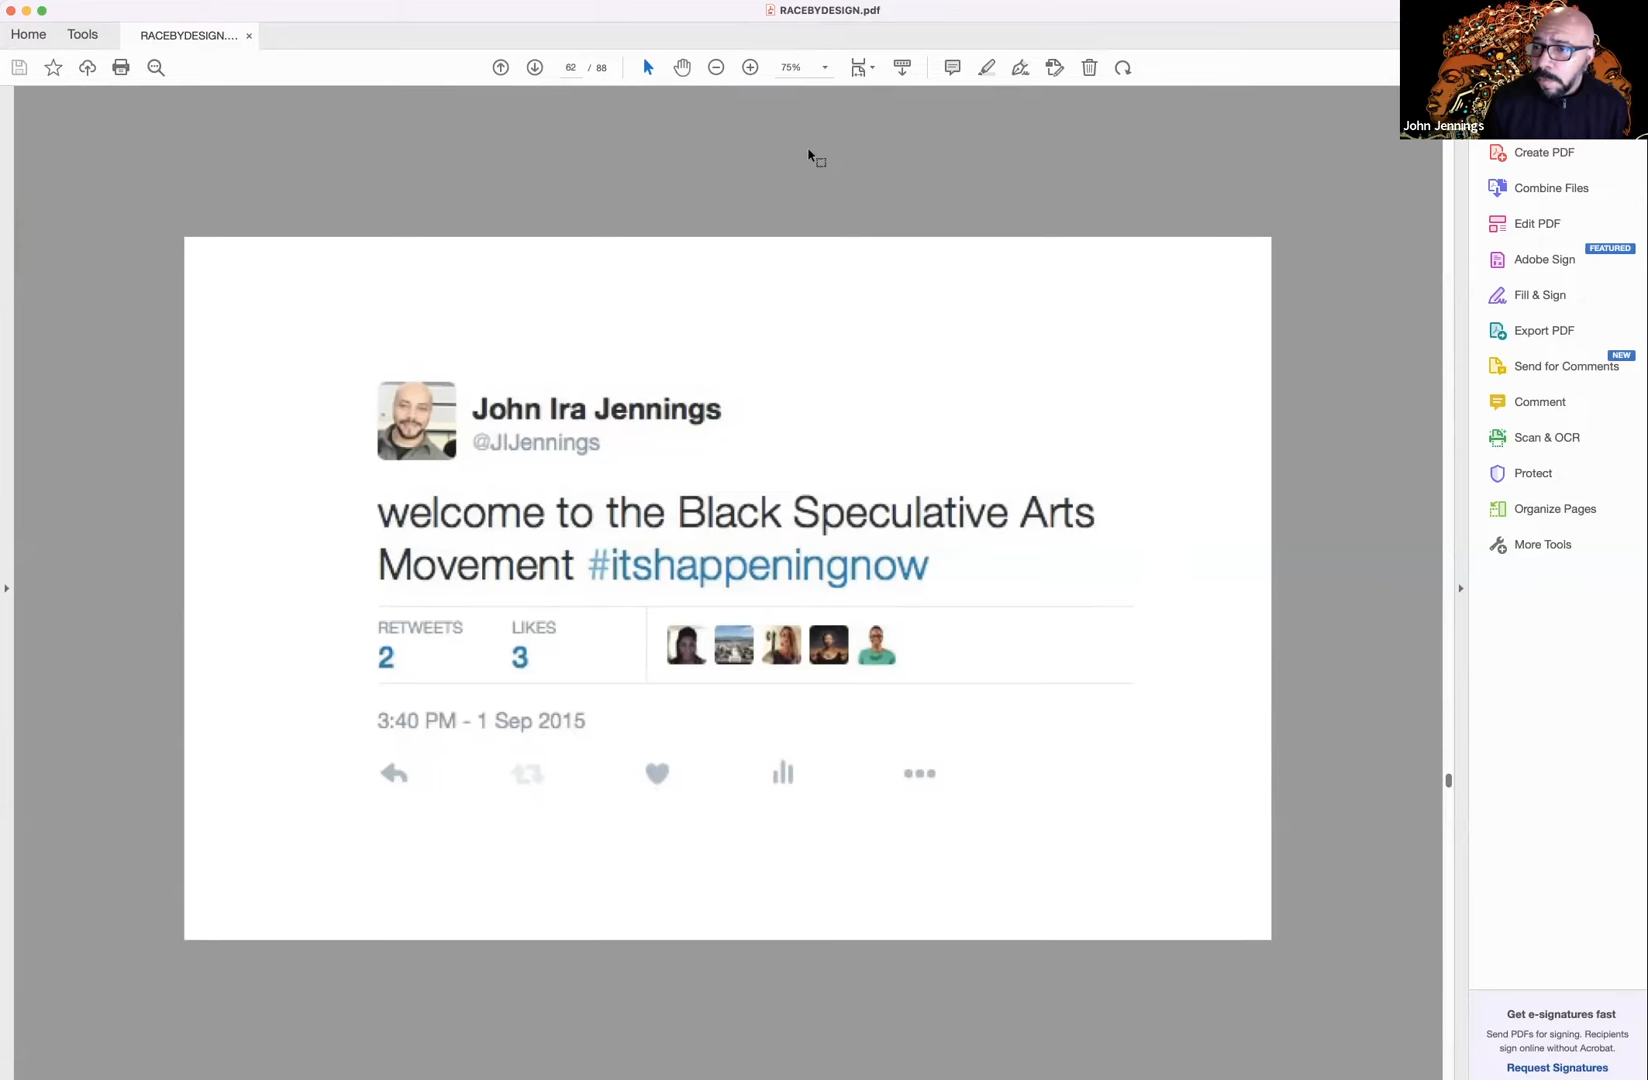 RACEBYDESIGN.pdf
Home
Tools
RACEBYDESIGN....
62 / 88
75%
John Jennings
Create PDF
Combine Files
Edit PDF
FEATURED
Adobe Sign
Fill & Sign
Export PDF
NEW
Send for Comments
Comment
Scan & OCR
Protect
Organize Pages
More Tools
John Ira Jennings
@JIJennings
welcome to the Black Speculative Arts
Movement #itshappeningnow
RETWEETS LIKES
2 3
3:40 PM - 1 Sep 2015
Get e-signatures fast
Send PDFs for signing. Recipients
sign online without Acrobat.
Request Signatures